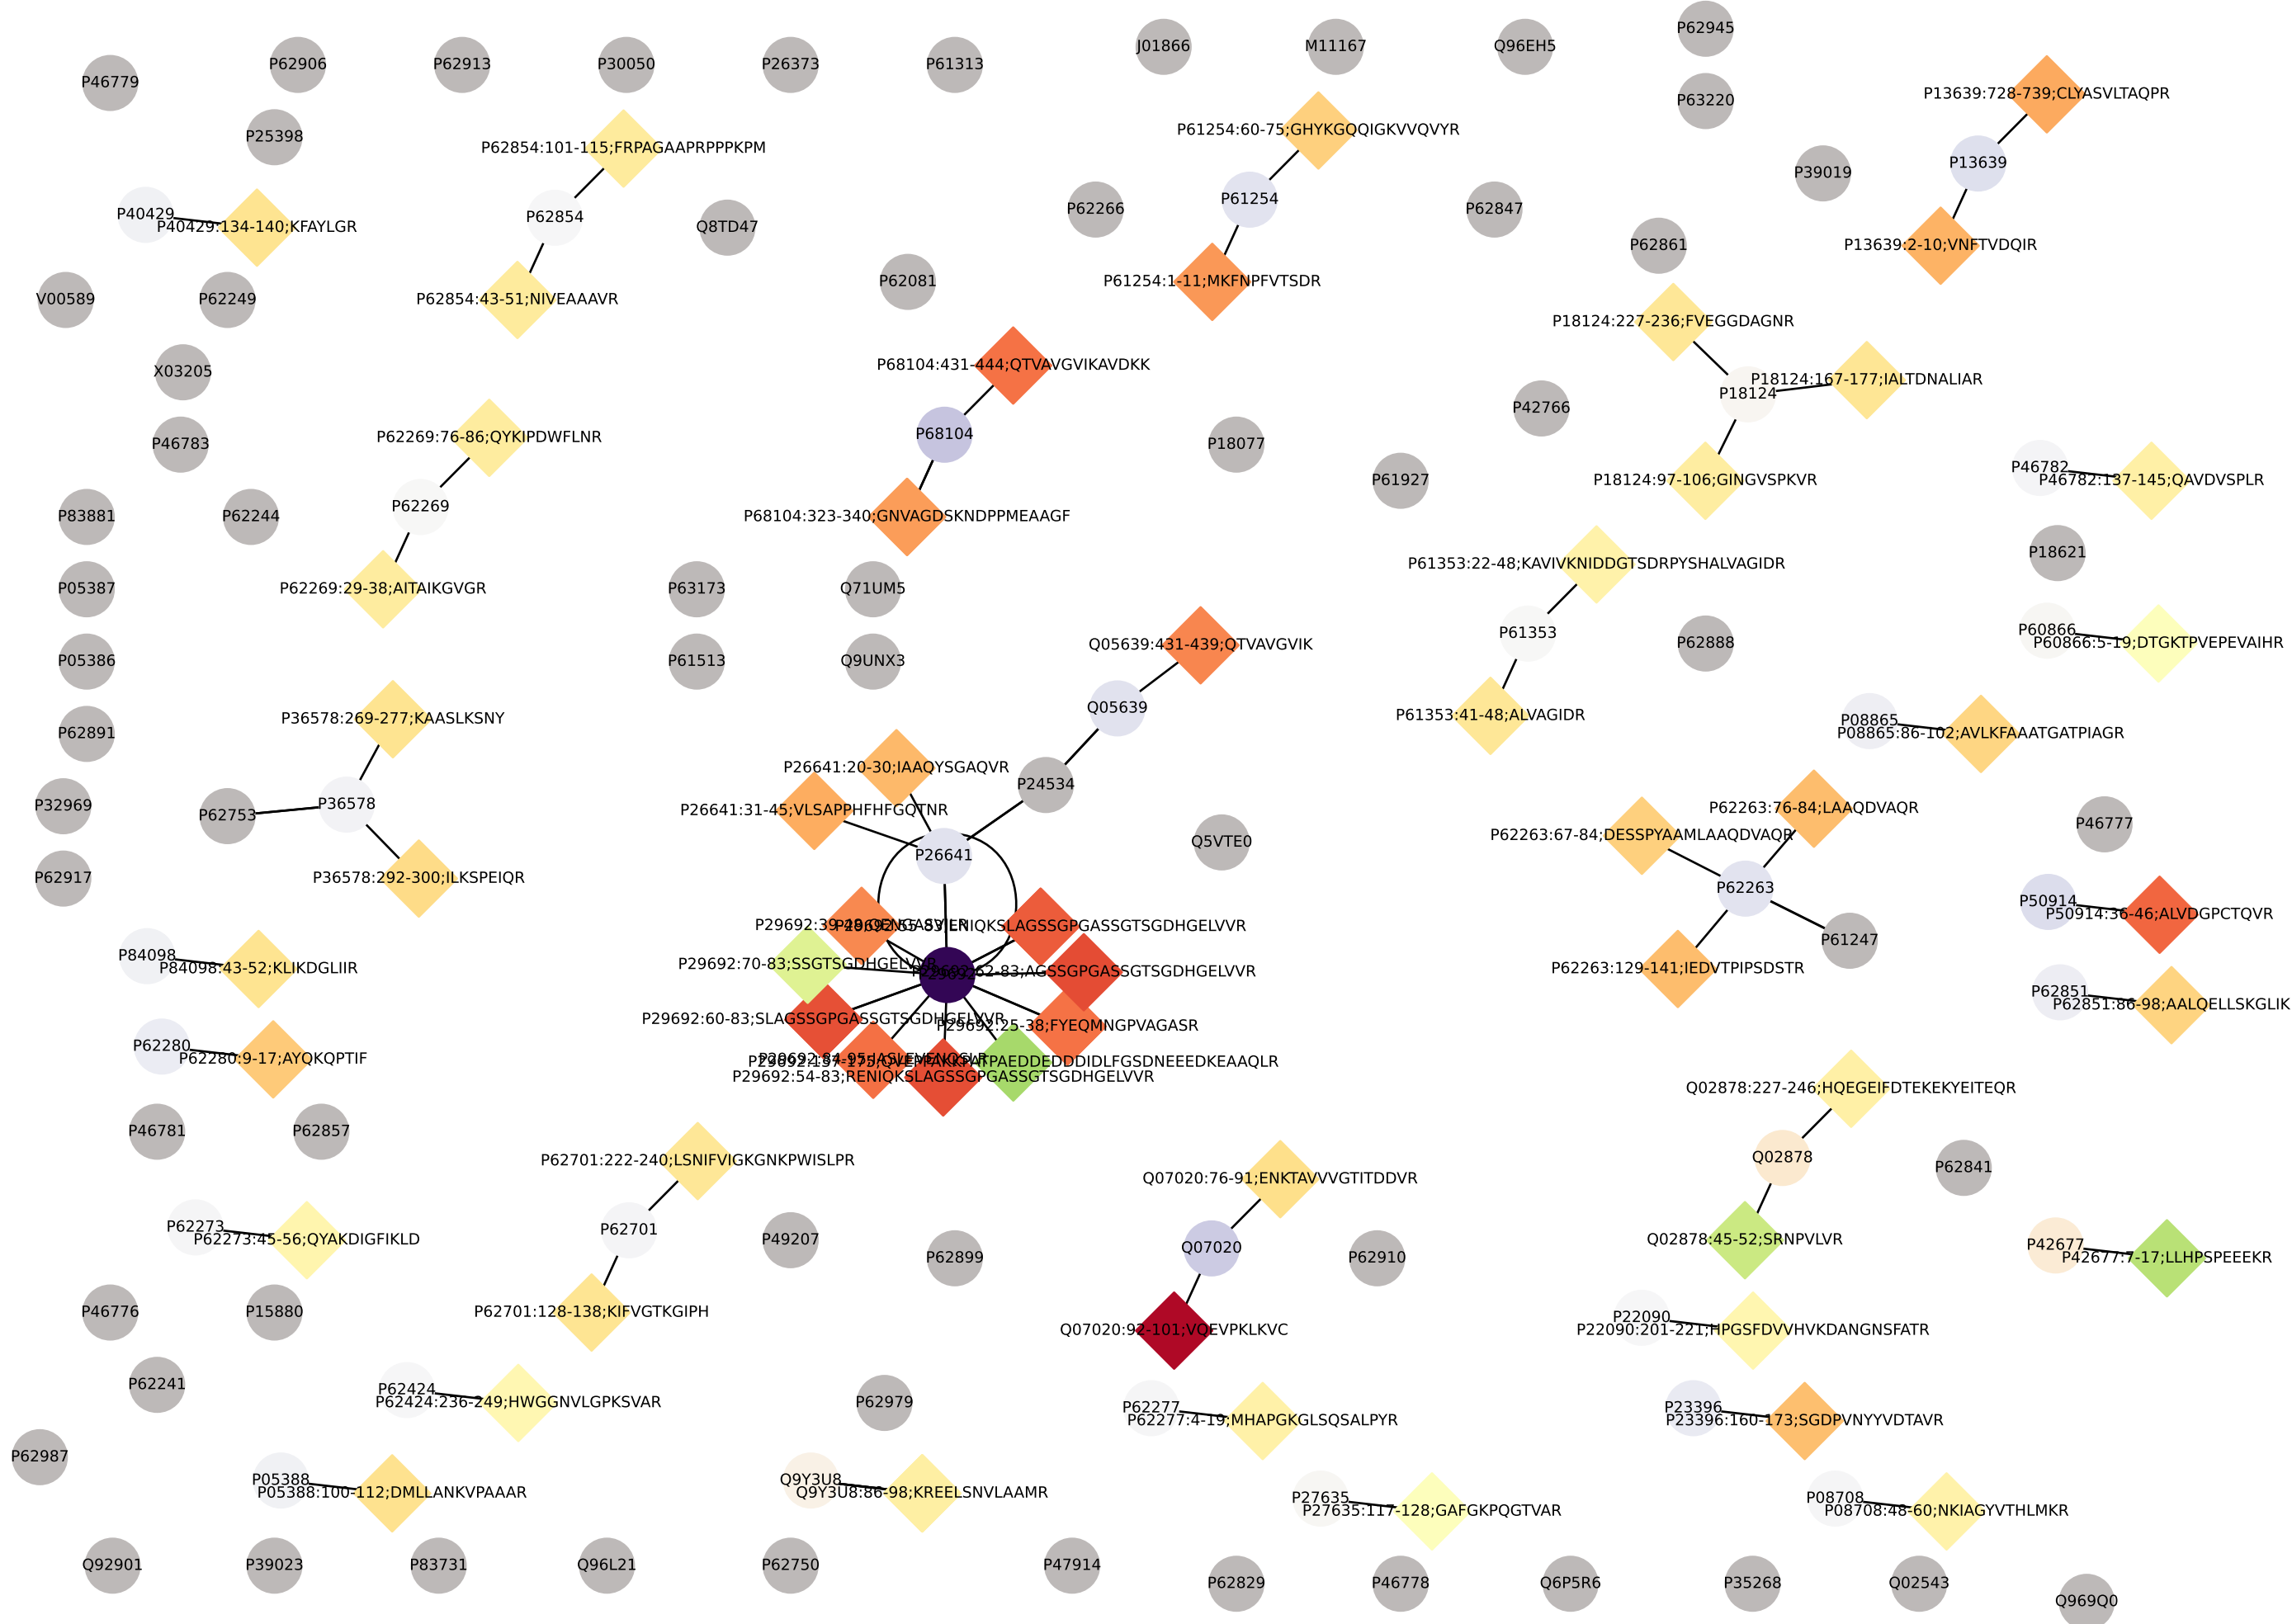 P62945
J01866
M11167
Q96EH5
P62906
P62913
P30050
P26373
P61313
P46779
P13639:728-739;CLYASVLTAQPR
P63220
P61254:60-75;GHYKGQQIGKVVQVYR
P25398
P62854:101-115;FRPAGAAPRPPPKPM
P13639
P39019
P61254
P62266
P62847
P40429
P62854
P40429:134-140;KFAYLGR
Q8TD47
P62861
P13639:2-10;VNFTVDQIR
P62081
P61254:1-11;MKFNPFVTSDR
V00589
P62249
P62854:43-51;NIVEAAAVR
P18124:227-236;FVEGGDAGNR
P68104:431-444;QTVAVGVIKAVDKK
X03205
P18124:167-177;IALTDNALIAR
P18124
P42766
P62269:76-86;QYKIPDWFLNR
P68104
P46783
P18077
P46782
P61927
P18124:97-106;GINGVSPKVR
P46782:137-145;QAVDVSPLR
P62269
P83881
P62244
P68104:323-340;GNVAGDSKNDPPMEAAGF
P18621
P61353:22-48;KAVIVKNIDDGTSDRPYSHALVAGIDR
P05387
P62269:29-38;AITAIKGVGR
P63173
Q71UM5
P60866
P61353
P60866:5-19;DTGKTPVEPEVAIHR
Q05639:431-439;QTVAVGVIK
P62888
P05386
P61513
Q9UNX3
Q05639
P61353:41-48;ALVAGIDR
P36578:269-277;KAASLKSNY
P08865
P08865:86-102;AVLKFAAATGATPIAGR
P62891
P26641:20-30;IAAQYSGAQVR
P24534
P32969
P36578
P62753
P26641:31-45;VLSAPPHFHFGQTNR
P62263:76-84;LAAQDVAQR
P46777
P62263:67-84;DESSPYAAMLAAQDVAQR
Q5VTE0
P26641
P62917
P36578:292-300;ILKSPEIQR
P62263
P50914
P50914:36-46;ALVDGPCTQVR
P29692:39-48;QENGASVILR
P61247
P84098
P84098:43-52;KLIKDGLIIR
P29692:70-83;SSGTSGDHGELVVR
P29692:62-83;AGSSGPGASSGTSGDHGELVVR
P62263:129-141;IEDVTPIPSDSTR
P62851
P62851:86-98;AALQELLSKGLIK
P29692:60-83;SLAGSSGPGASSGTSGDHGELVVR
P29692:25-38;FYEQMNGPVAGASR
P62280
P62280:9-17;AYQKQPTIF
P29692:54-83;RENIQKSLAGSSGPGASSGTSGDHGELVVR
Q02878:227-246;HQEGEIFDTEKEKYEITEQR
P46781
P62857
P62701:222-240;LSNIFVIGKGNKPWISLPR
Q02878
P62841
Q07020:76-91;ENKTAVVVGTITDDVR
P62273
P62273:45-56;QYAKDIGFIKLD
P62701
P49207
P62899
Q07020
P62910
Q02878:45-52;SRNPVLVR
P42677
P42677:7-17;LLHPSPEEEKR
P46776
P15880
P62701:128-138;KIFVGTKGIPH
Q07020:92-101;VQEVPKLKVC
P22090
P22090:201-221;HPGSFDVVHVKDANGNSFATR
P62241
P62424
P62424:236-249;HWGGNVLGPKSVAR
P62979
P62277
P62277:4-19;MHAPGKGLSQSALPYR
P23396
P23396:160-173;SGDPVNYYVDTAVR
P62987
P05388
P05388:100-112;DMLLANKVPAAAR
Q9Y3U8
Q9Y3U8:86-98;KREELSNVLAAMR
P27635
P27635:117-128;GAFGKPQGTVAR
P08708
P08708:48-60;NKIAGYVTHLMKR
Q92901
P39023
P83731
Q96L21
P62750
P47914
P62829
P46778
Q6P5R6
P35268
Q02543
Q969Q0